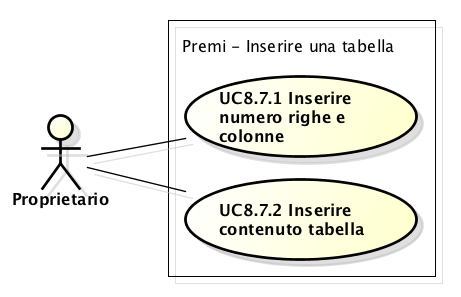 Premi - Inserire una tabella
UC8.7.1 Inserire
numero righe e
colonne
Proprietario
UC8.7.2 Inserire
contenuto tabella